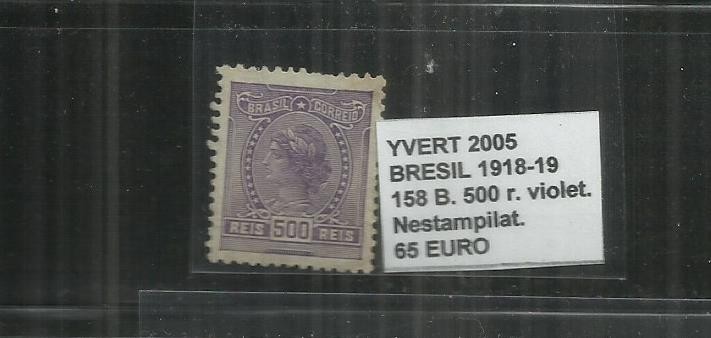 BRASIL CORREIO
REIS 500 REIS
YVERT 2005
BRESIL 1918-19
158 B. 500 r. violet.
Nestampilat.
65 EURO